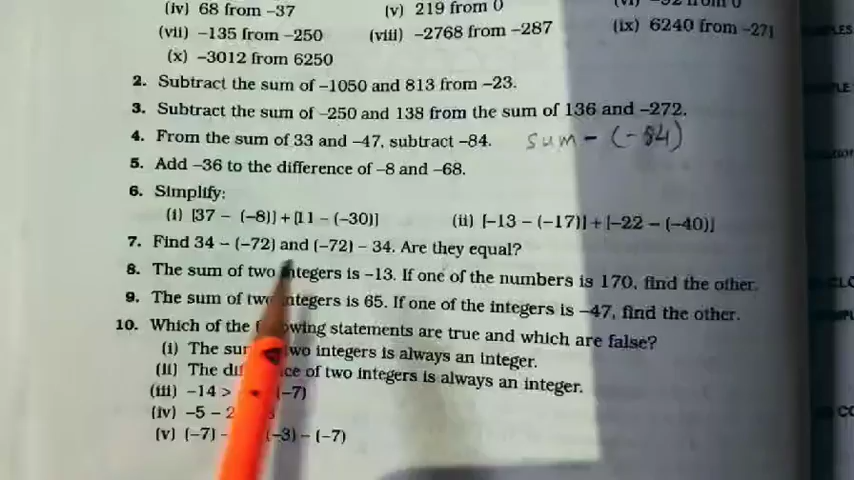 (iv) 68 from −37 (v) 219 from 0
(vii) −135 from −250 (viii) −2768 from −287 (ix) 6240 from −271
(x) −3012 from 6250
2. Subtract the sum of −1050 and 813 from −23.
3. Subtract the sum of −250 and 138 from the sum of 136 and −272.
4. From the sum of 33 and −47, subtract −84. sum − (−84)
5. Add −36 to the difference of −8 and −68.
6. Simplify:
(i) [37 − (−8)] + [11 − (−30)] (ii) [−13 − (−17)] + [−22 − (−40)]
7. Find 34 − (−72) and (−72) − 34. Are they equal?
8. The sum of two integers is −13. If one of the numbers is 170, find the other.
9. The sum of two integers is 65. If one of the integers is −47, find the other.
10. Which of the statements are true and which are false?
(i) The two integers is always an integer.
(ii) The of two integers is always an integer.
(iii) −14 > (−7)
(iv) −5 − 2
(v) (−7) − (−3) − (−7)